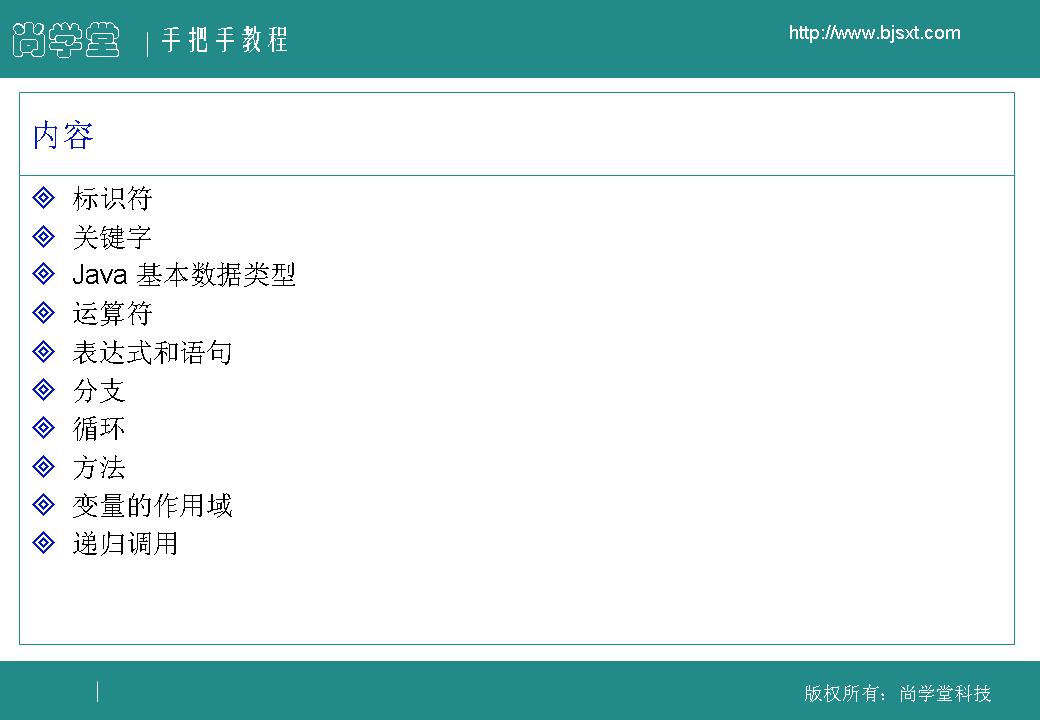 尚学堂 | 手把手教程
http://www.bjsxt.com
内容
标识符
关键字
Java 基本数据类型
运算符
表达式和语句
分支
循环
方法
变量的作用域
递归调用
版权所有：尚学堂科技